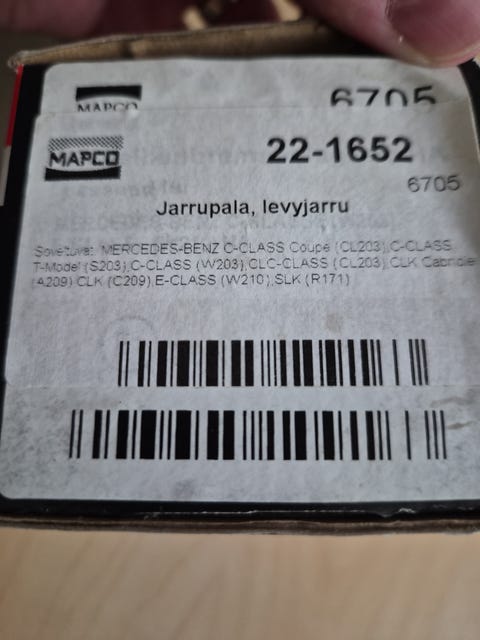 MAPCO
6705
MAPCO
22-1652
6705
Jarrupala, levyjarru
Soveltuvat: MERCEDES-BENZ C-CLASS Coupe (CL203),C-CLASS
T-Model (S203),C-CLASS (W203),CLC-CLASS (CL203),CLK Cabriolet
(A209),CLK (C209),E-CLASS (W210),SLK (R171)